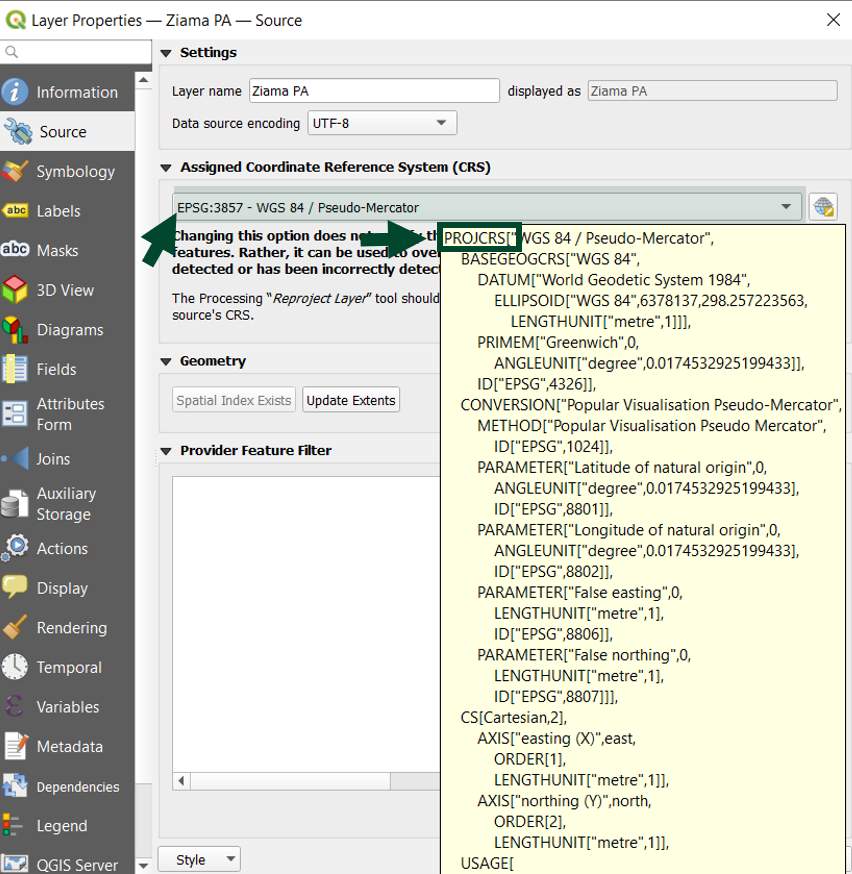 Layer Properties — Ziama PA — Source
Information
Source
Symbology
abc Labels
abc Masks
3D View
Diagrams
Fields
Attributes
Form
Joins
Auxiliary
Storage
Actions
Display
Rendering
Temporal
Variables
Metadata
Dependencies
Legend
QGIS Server
Settings
Layer name Ziama PA displayed as Ziama PA
Data source encoding UTF-8
Assigned Coordinate Reference System (CRS)
EPSG:3857 - WGS 84 / Pseudo-Mercator
Changing this option does not
features. Rather, it can be used to
detected or has been incorrectly
The Processing “Reproject Layer” tool should
source's CRS.
Geometry
Spatial Index Exists Update Extents
Provider Feature Filter
Style
PROJCRS["WGS 84 / Pseudo-Mercator",
BASEGEOGCRS["WGS 84",
DATUM["World Geodetic System 1984",
ELLIPSOID["WGS 84",6378137,298.257223563,
LENGTHUNIT["metre",1]]],
PRIMEM["Greenwich",0,
ANGLEUNIT["degree",0.0174532925199433]],
ID["EPSG",4326]],
CONVERSION["Popular Visualisation Pseudo-Mercator",
METHOD["Popular Visualisation Pseudo Mercator",
ID["EPSG",1024]],
PARAMETER["Latitude of natural origin",0,
ANGLEUNIT["degree",0.0174532925199433],
ID["EPSG",8801]],
PARAMETER["Longitude of natural origin",0,
ANGLEUNIT["degree",0.0174532925199433],
ID["EPSG",8802]],
PARAMETER["False easting",0,
LENGTHUNIT["metre",1],
ID["EPSG",8806]],
PARAMETER["False northing",0,
LENGTHUNIT["metre",1],
ID["EPSG",8807]]],
CS[Cartesian,2],
AXIS["easting (X)",east,
ORDER[1],
LENGTHUNIT["metre",1]],
AXIS["northing (Y)",north,
ORDER[2],
LENGTHUNIT["metre",1]],
USAGE[